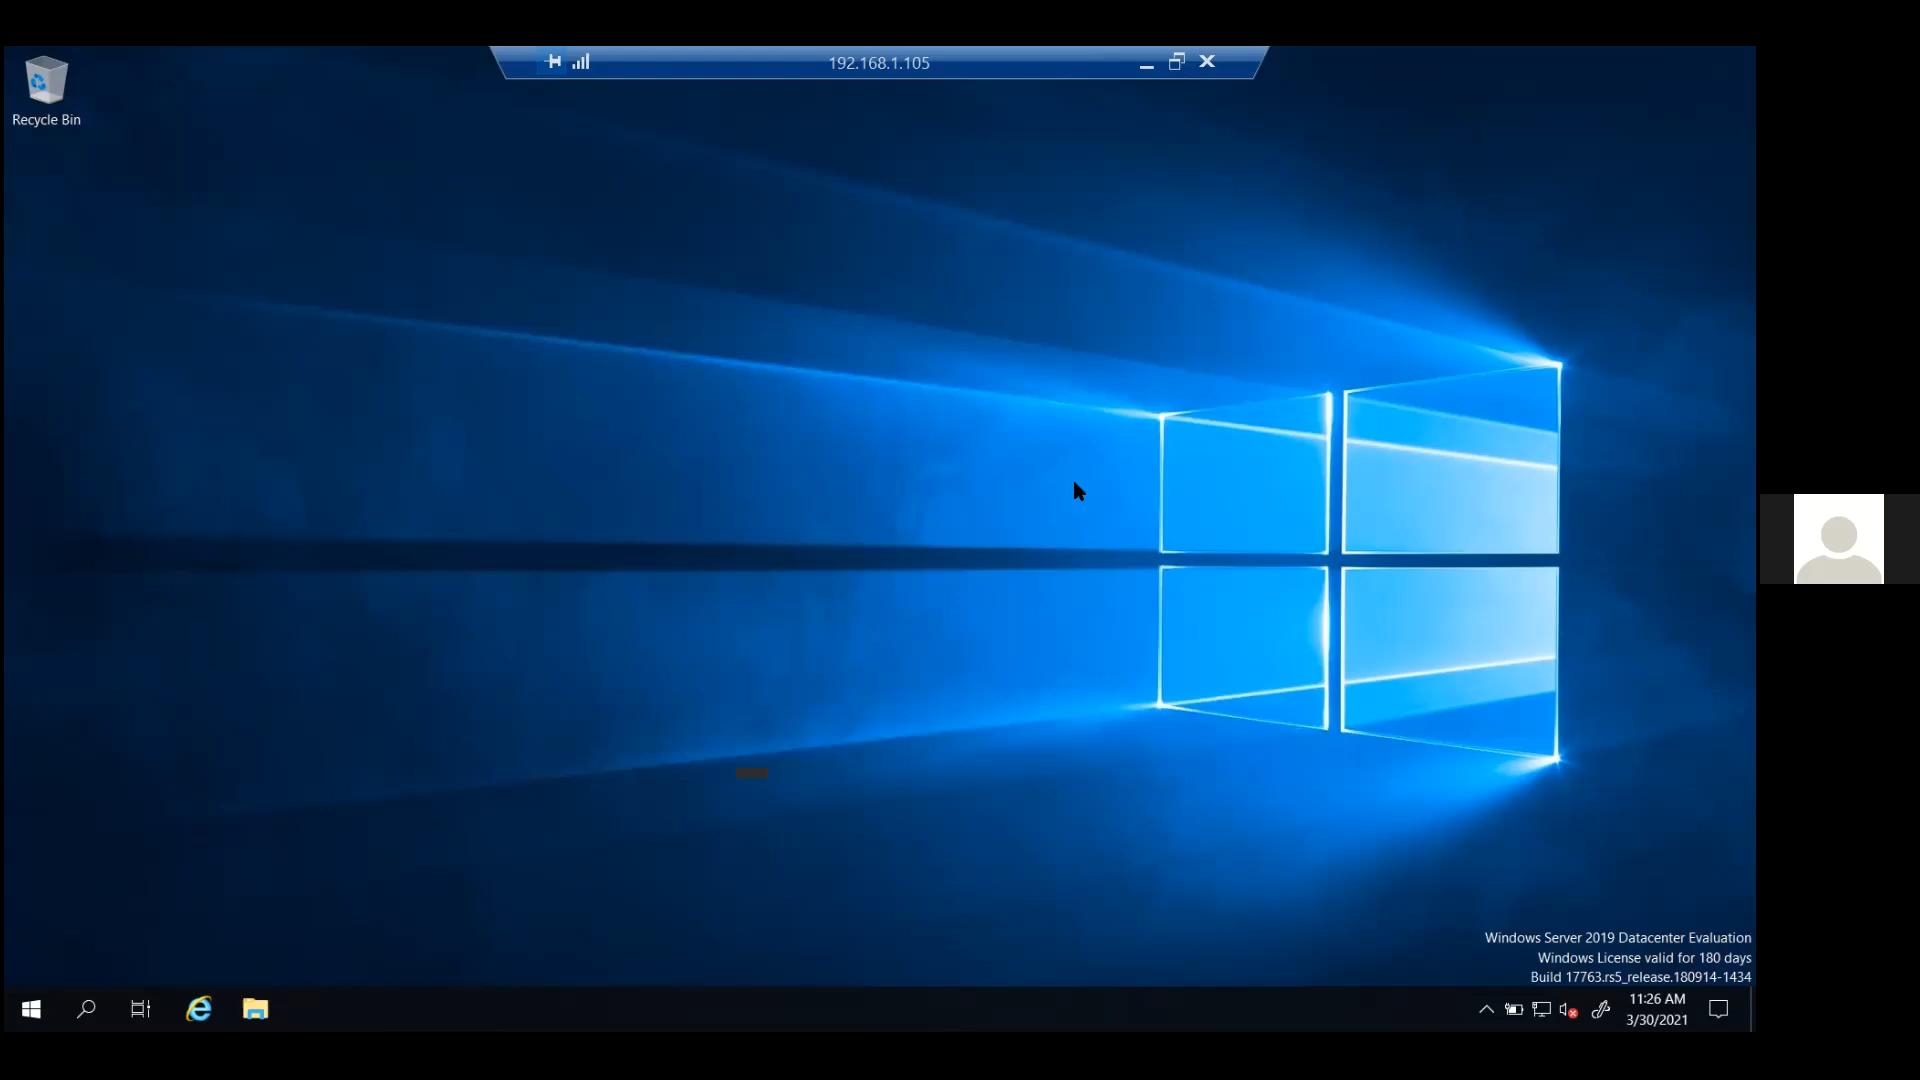 192.168.1.105
Recycle Bin
Windows Server 2019 Datacenter Evaluation
Windows License valid for 180 days
Build 17763.rs5_release.180914-1434
11:26 AM
3/30/2021